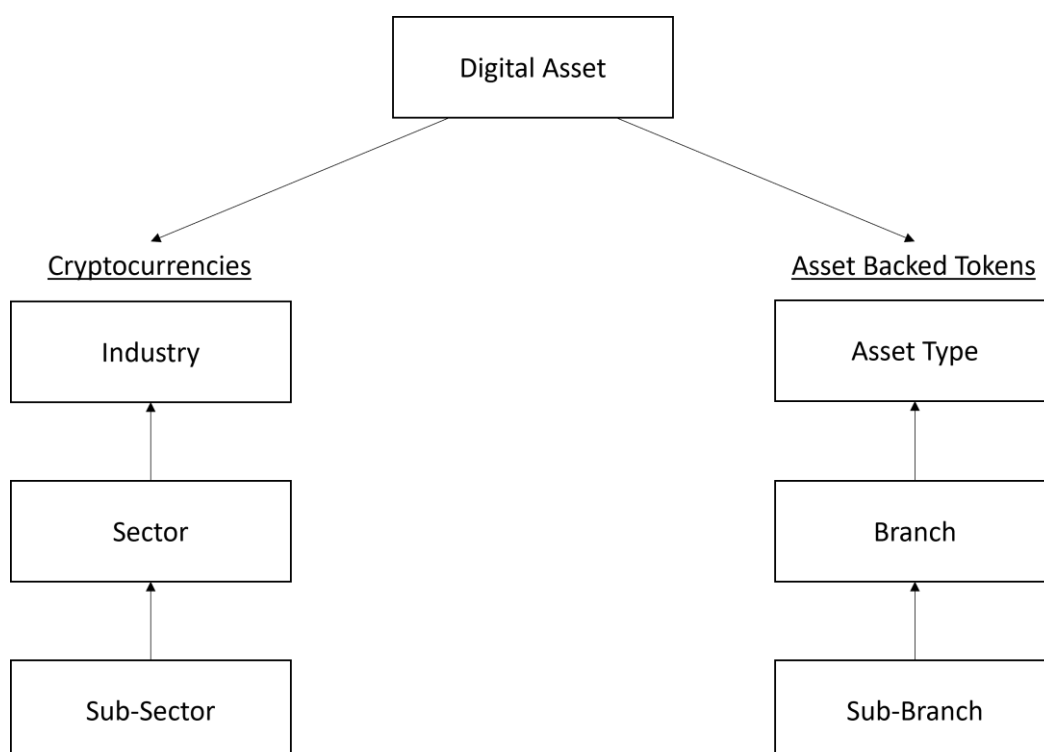 Digital Asset
Cryptocurrencies
Asset Backed Tokens
Industry
Asset Type
Sector
Branch
Sub-Sector
Sub-Branch